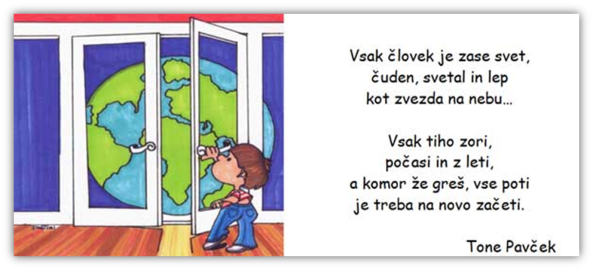 Vsak človek je zase svet,
čuden, svetal in lep
kot zvezda na nebu…
Vsak tiho zori,
počasi in z leti,
a komor že greš, vse poti
je treba na novo začeti.
Tone Pavček